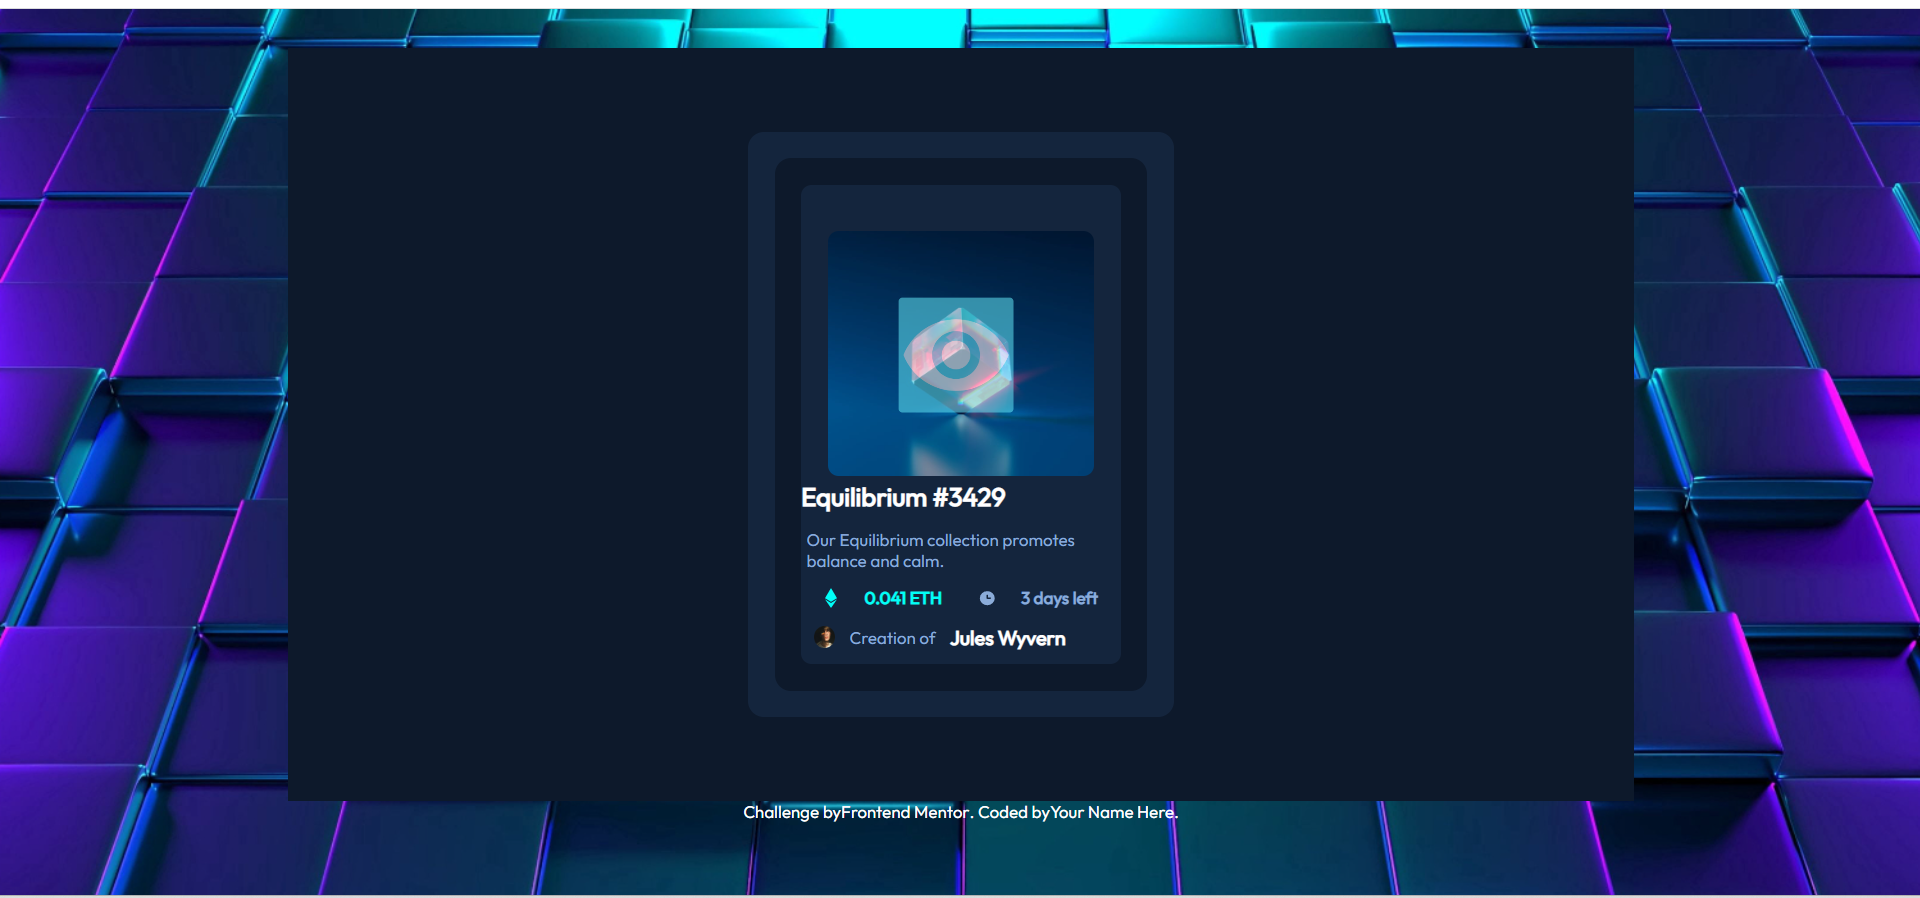 Equilibrium #3429
Our Equilibrium collection promotes
balance and calm.
0.041 ETH 3 days left
Creation of Jules Wyvern
Challenge byFrontend Mentor. Coded byYour Name Here.